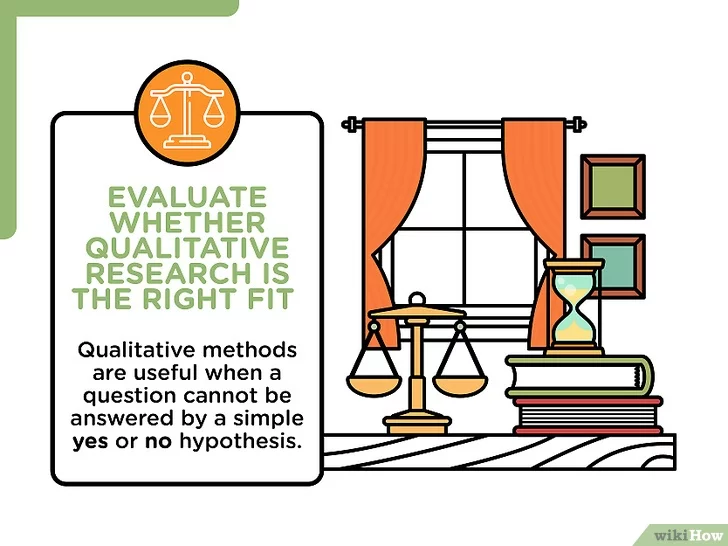 EVALUATE
WHETHER
QUALITATIVE
RESEARCH IS
THE RIGHT FIT
Qualitative methods
are useful when a
question cannot be
answered by a simple
yes or no hypothesis.
wikiHow